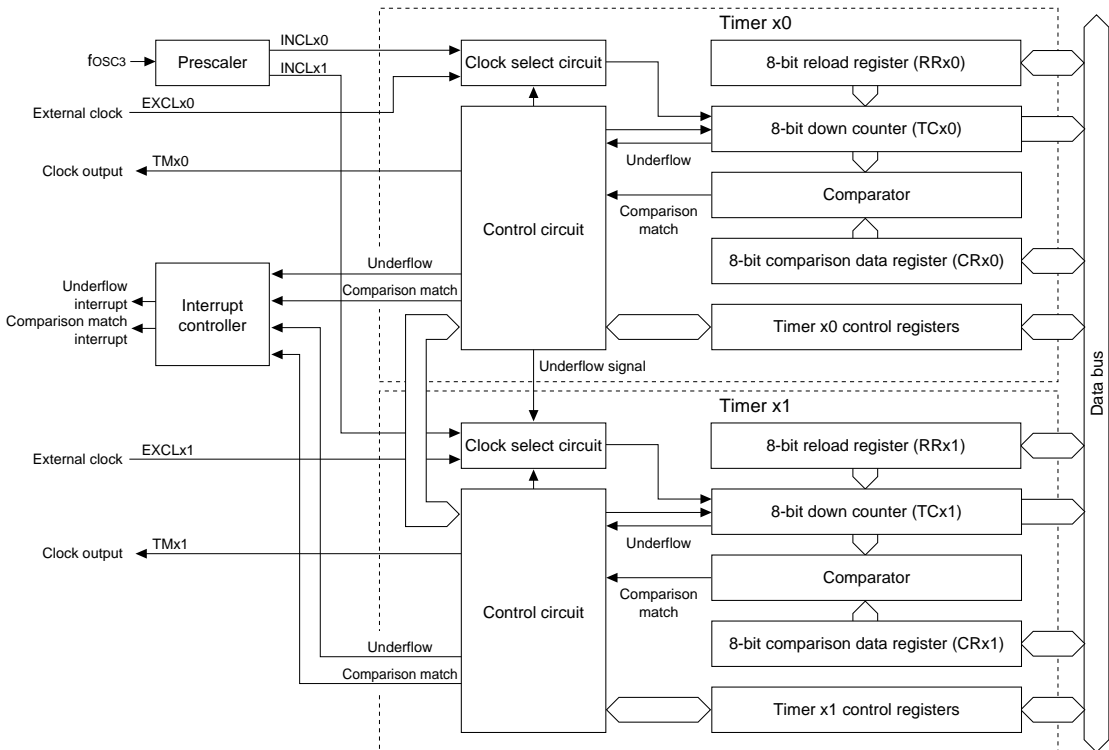 Timer x0
fOSC3
Prescaler
INCLx0
INCLx1
Clock select circuit
8-bit reload register (RRx0)
External clock
EXCLx0
8-bit down counter (TCx0)
Underflow
Clock output
TMx0
Control circuit
Comparator
Comparison
match
8-bit comparison data register (CRx0)
Underflow
Comparison match
Underflow
interrupt
Comparison match
interrupt
Interrupt
controller
Timer x0 control registers
Underflow signal
Data bus
Timer x1
Clock select circuit
8-bit reload register (RRx1)
External clock
EXCLx1
8-bit down counter (TCx1)
Underflow
Clock output
TMx1
Control circuit
Comparator
Comparison
match
8-bit comparison data register (CRx1)
Underflow
Comparison match
Timer x1 control registers